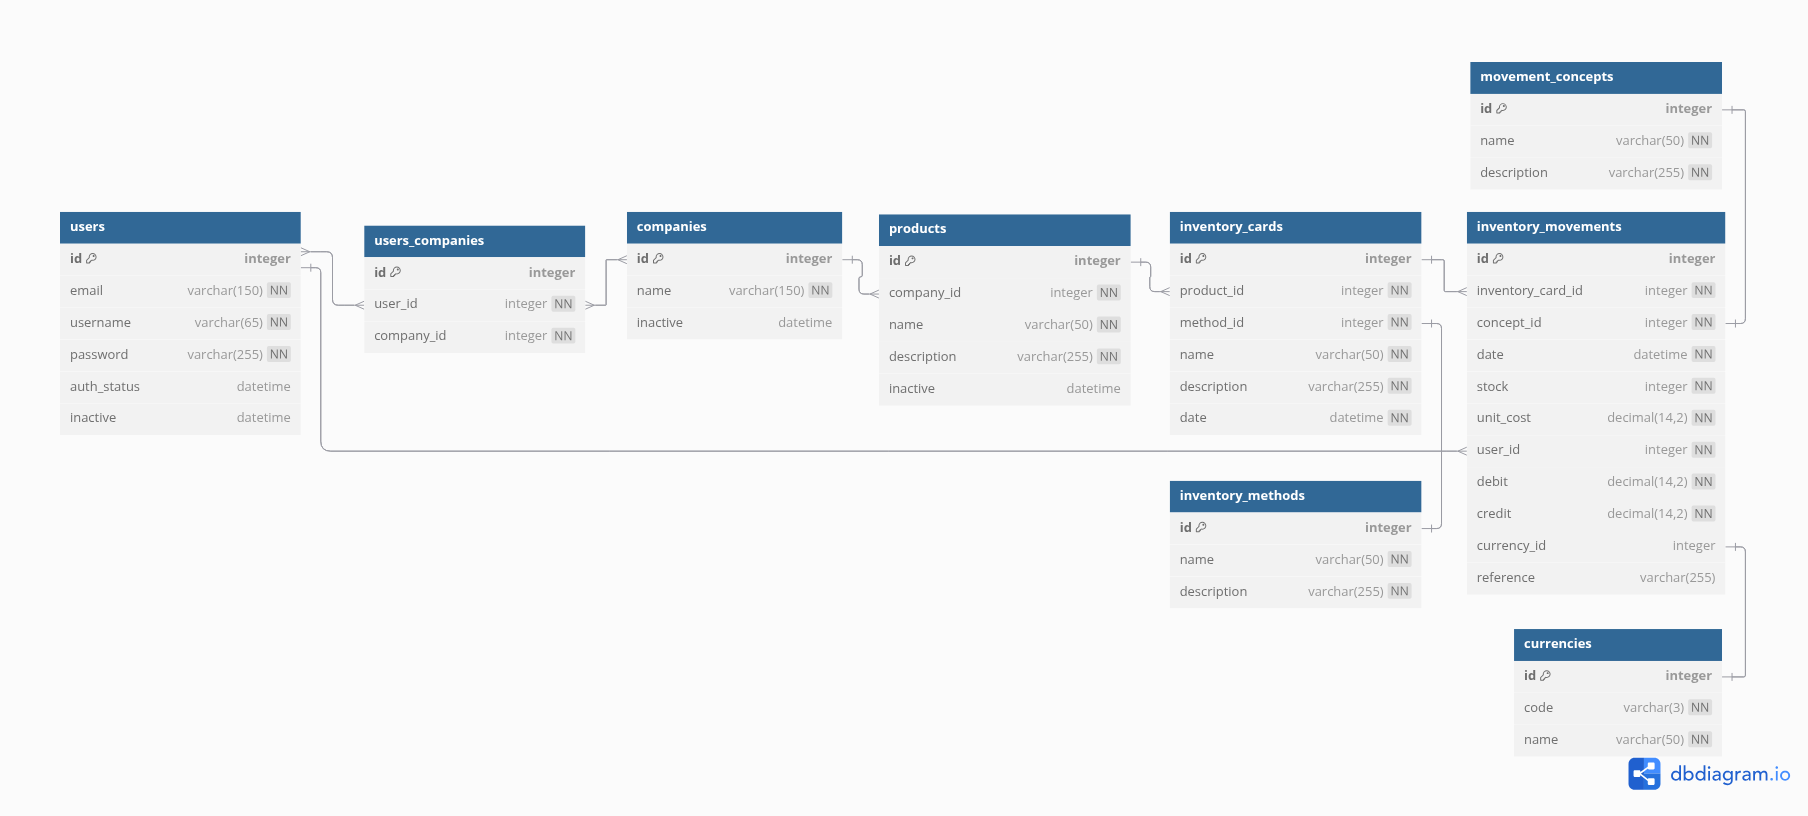 users
id integer
email varchar(150) NN
username varchar(65) NN
password varchar(255) NN
auth_status datetime
inactive datetime
users_companies
id integer
user_id integer NN
company_id integer NN
companies
id integer
name varchar(150) NN
inactive datetime
products
id integer
company_id integer NN
name varchar(50) NN
description varchar(255) NN
inactive datetime
inventory_cards
id integer
product_id integer NN
method_id integer NN
name varchar(50) NN
description varchar(255) NN
date datetime NN
inventory_methods
id integer
name varchar(50) NN
description varchar(255) NN
movement_concepts
id integer
name varchar(50) NN
description varchar(255) NN
inventory_movements
id integer
inventory_card_id integer NN
concept_id integer NN
date datetime NN
stock integer NN
unit_cost decimal(14,2) NN
user_id integer NN
debit decimal(14,2) NN
credit decimal(14,2) NN
currency_id integer
reference varchar(255)
currencies
id integer
code varchar(3) NN
name varchar(50) NN
dbdiagram.io